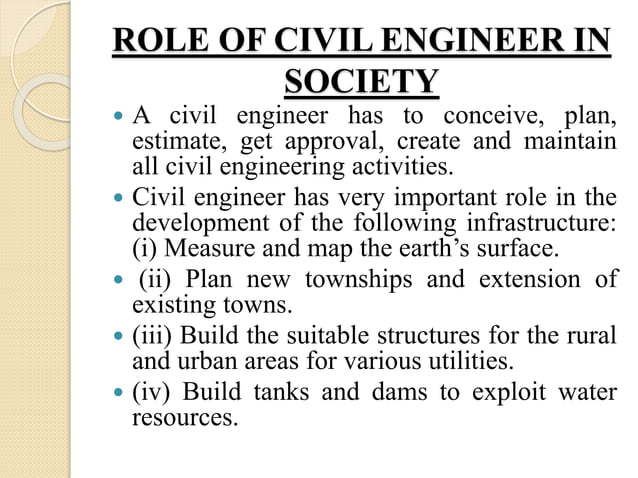 ROLE OF CIVIL ENGINEER IN
SOCIETY
• A civil engineer has to conceive, plan,
estimate, get approval, create and maintain
all civil engineering activities.
• Civil engineer has very important role in the
development of the following infrastructure:
(i) Measure and map the earth’s surface.
• (ii) Plan new townships and extension of
existing towns.
• (iii) Build the suitable structures for the rural
and urban areas for various utilities.
• (iv) Build tanks and dams to exploit water
resources.